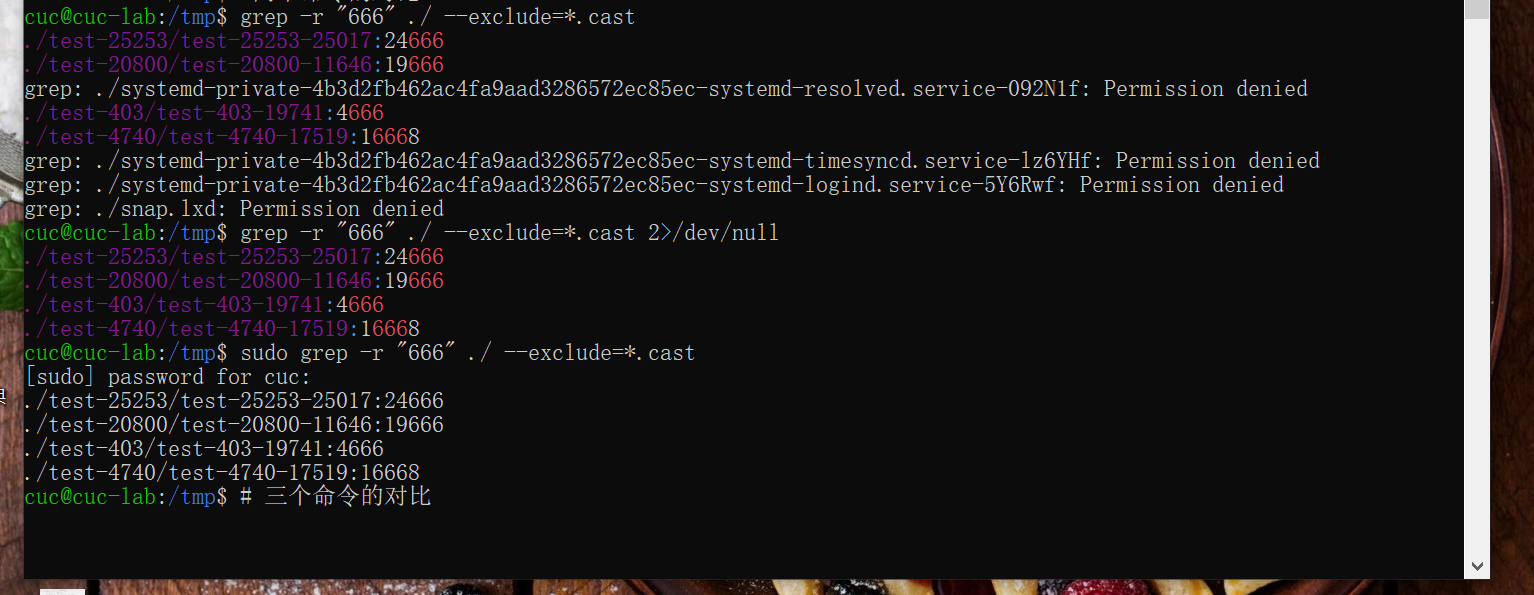 cuc@cuc-lab:/tmp$ grep -r "666" ./ --exclude=*.cast
./test-25253/test-25253-25017:24666
./test-20800/test-20800-11646:19666
grep: ./systemd-private-4b3d2fb462ac4fa9aad3286572ec85ec-systemd-resolved.service-O92N1f: Permission denied
./test-403/test-403-19741:4666
./test-4740/test-4740-17519:16668
grep: ./systemd-private-4b3d2fb462ac4fa9aad3286572ec85ec-systemd-timesyncd.service-lz6YHf: Permission denied
grep: ./systemd-private-4b3d2fb462ac4fa9aad3286572ec85ec-systemd-logind.service-5Y6Rwf: Permission denied
grep: ./snap.lxd: Permission denied
cuc@cuc-lab:/tmp$ grep -r "666" ./ --exclude=*.cast 2>/dev/null
./test-25253/test-25253-25017:24666
./test-20800/test-20800-11646:19666
./test-403/test-403-19741:4666
./test-4740/test-4740-17519:16668
cuc@cuc-lab:/tmp$ sudo grep -r "666" ./ --exclude=*.cast
[sudo] password for cuc:
./test-25253/test-25253-25017:24666
./test-20800/test-20800-11646:19666
./test-403/test-403-19741:4666
./test-4740/test-4740-17519:16668
cuc@cuc-lab:/tmp$ # 三个命令的对比